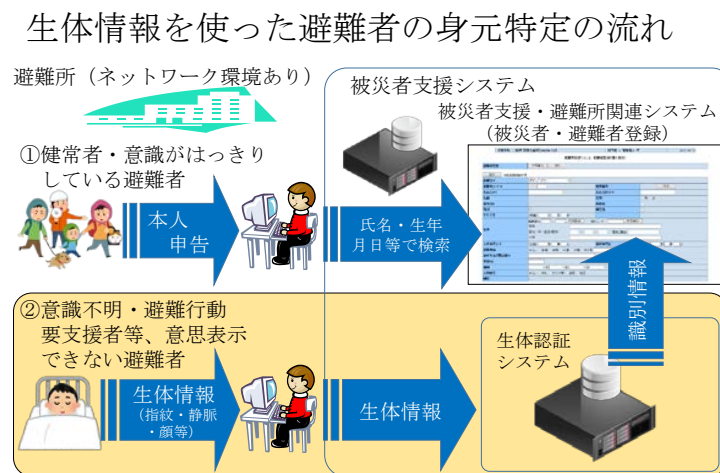 生体情報を使った避難者の身元特定の流れ
避難所（ネットワーク環境あり）
被災者支援システム
被災者支援・避難所関連システム
（被災者・避難者登録）
①健常者・意識がはっきり
している避難者
本人
申告
氏名・生年
月日等で検索
識別情報
②意識不明・避難行動
要支援者等、意思表示
できない避難者
生体情報
（指紋・静脈
・顔等）
生体情報
生体認証
システム